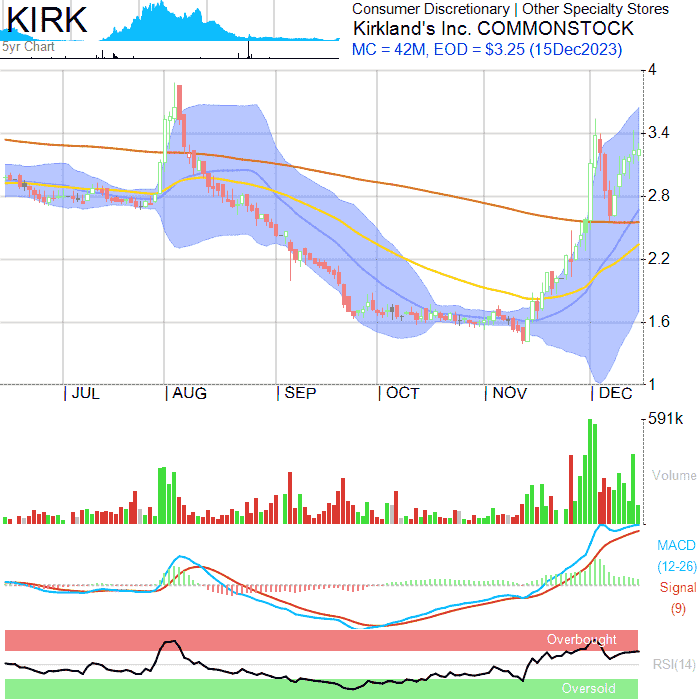 KIRK
5yr Chart
Consumer Discretionary | Other Specialty Stores
Kirkland's Inc. COMMONSTOCK
MC = 42M, EOD = $3.25 (15Dec2023)
4
3.4
2.8
2.2
1.6
1
| JUL | AUG | SEP | OCT | NOV | DEC
591k
Volume
MACD
(12-26)
Signal
(9)
Overbought
RSI(14)
Oversold